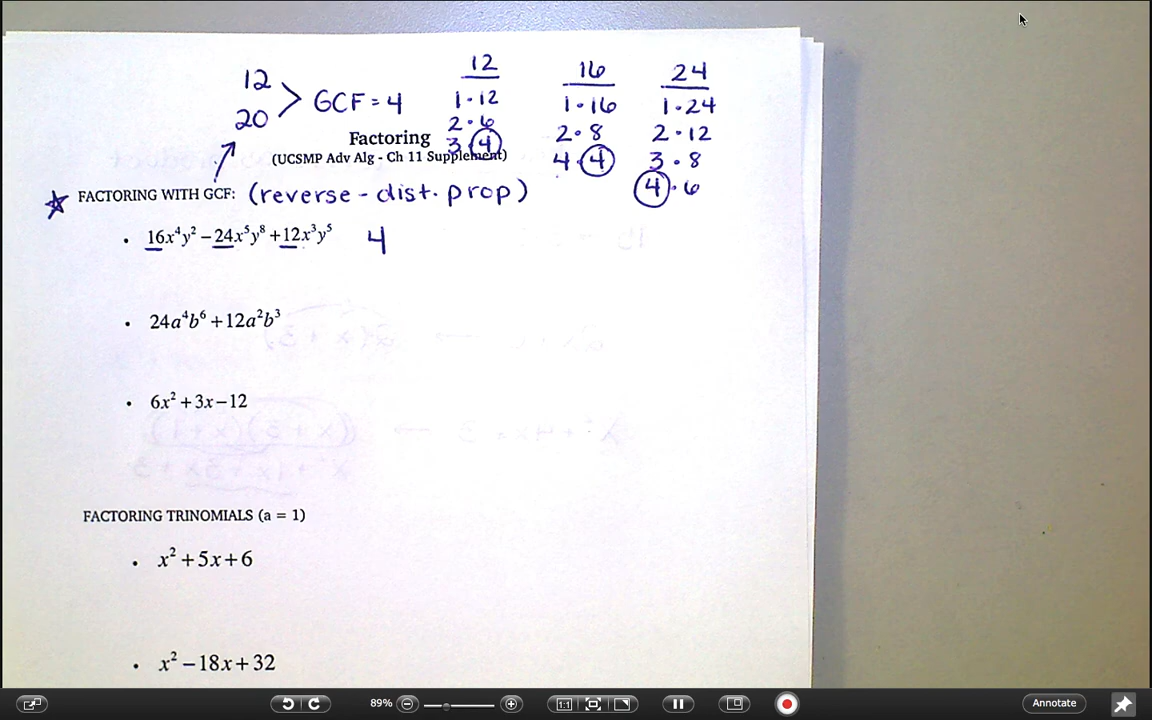 12
20
> GCF = 4
12
1 · 12
2 · 6
3 · 4
16
1 · 16
2 · 8
4 · 4
24
1 · 24
2 · 12
3 · 8
4 · 6
Factoring
(UCSMP Adv Alg - Ch 11 Supplement)
FACTORING WITH GCF: (reverse - dist. prop)
• 16x⁴y² – 24x⁵y⁸ + 12x³y⁵ 4
• 24a⁴b⁶ + 12a²b³
• 6x² + 3x – 12
FACTORING TRINOMIALS (a = 1)
• x² + 5x + 6
• x² – 18x + 32
89%
1:1
Annotate